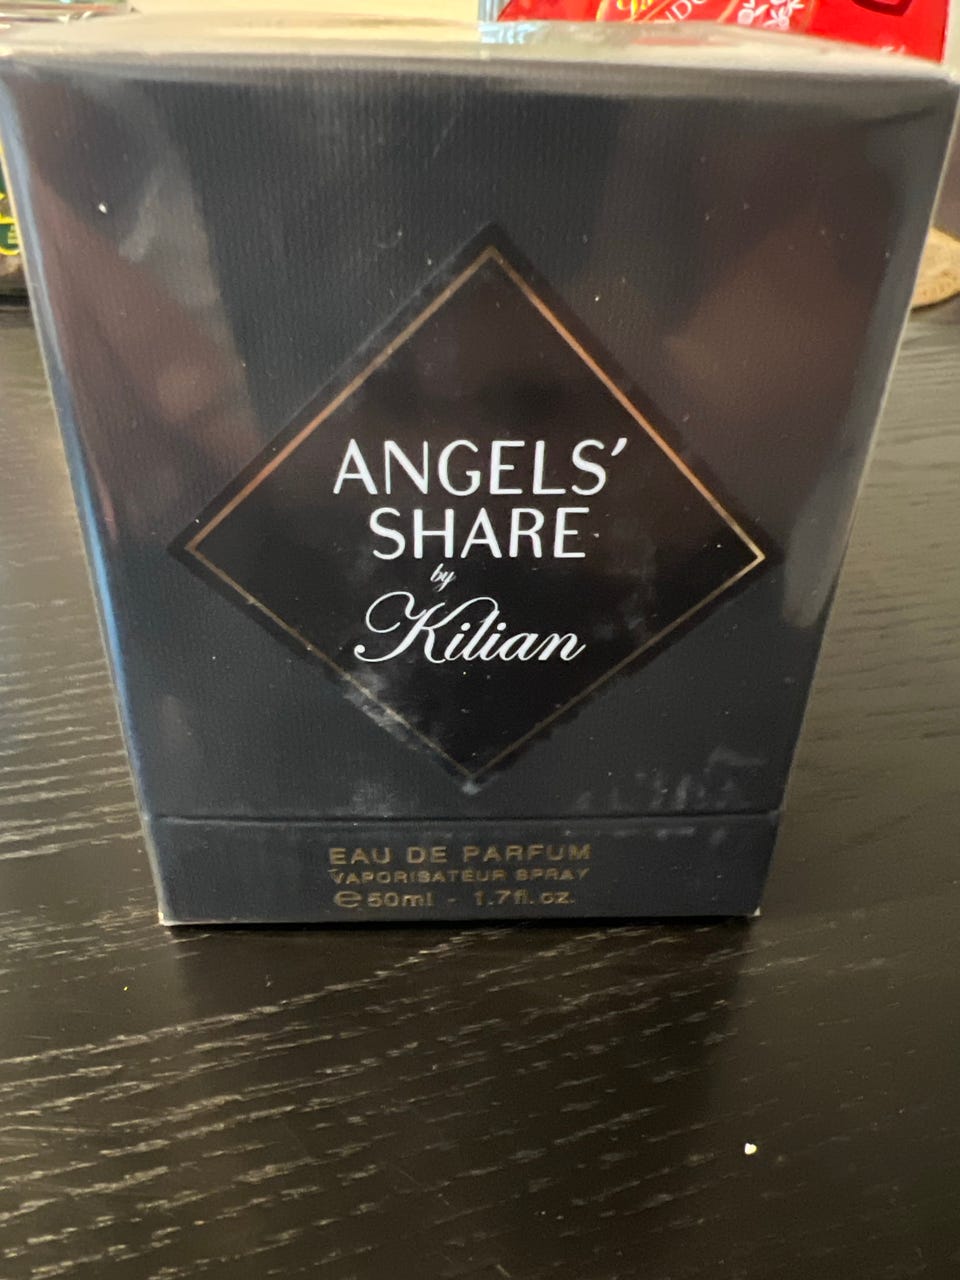 ANGELS’
SHARE
by
Kilian
EAU DE PARFUM
VAPORISATEUR SPRAY
℮50ml - 1.7fl. oz.